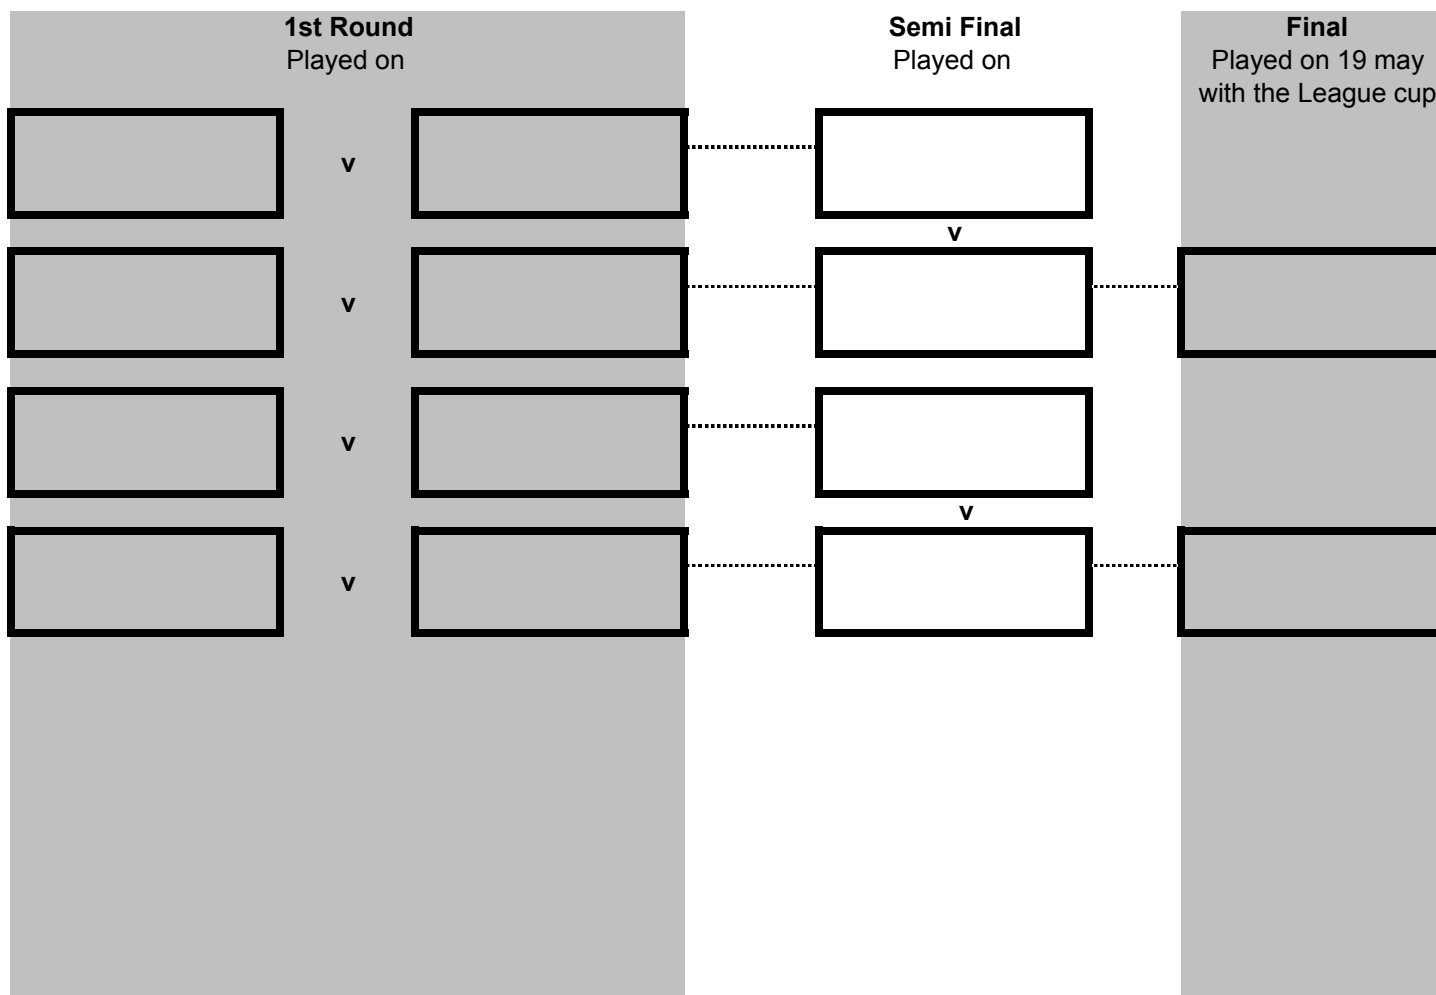 1st Round
Played on
Semi Final
Played on
Final
Played on 19 may
with the League cup
v
v
v
v
v
v